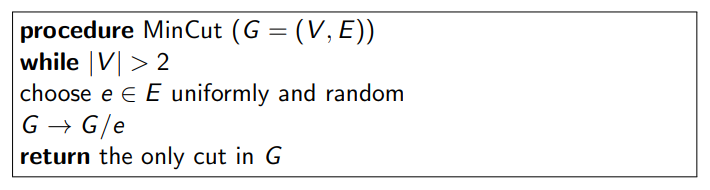 procedure MinCut (G = (V, E))
while |V| > 2
choose e ∈ E uniformly and random
G → G/e
return the only cut in G